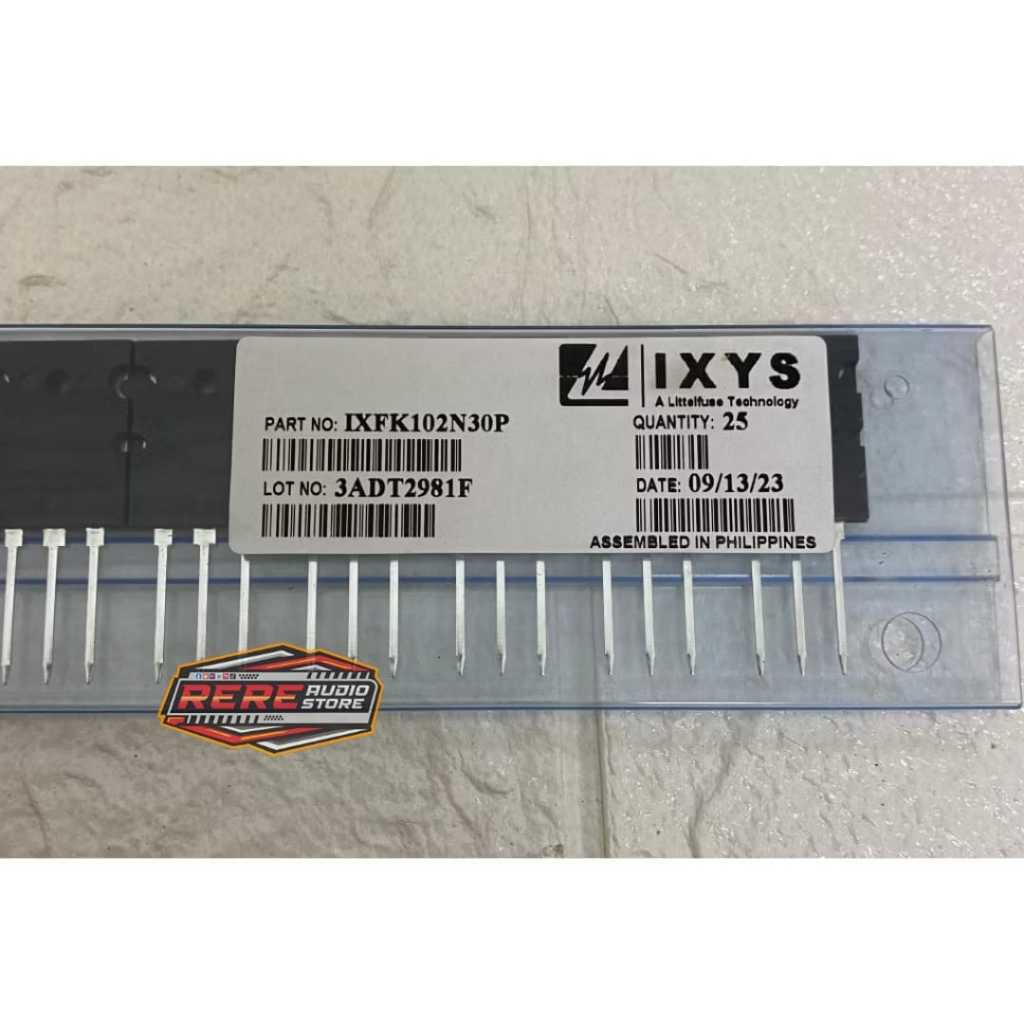 IXYS
A Littelfuse Technology
PART NO: IXFK102N30P
QUANTITY: 25
LOT NO: 3ADT2981F
DATE: 09/13/23
ASSEMBLED IN PHILIPPINES
RERE AUDIO
STORE